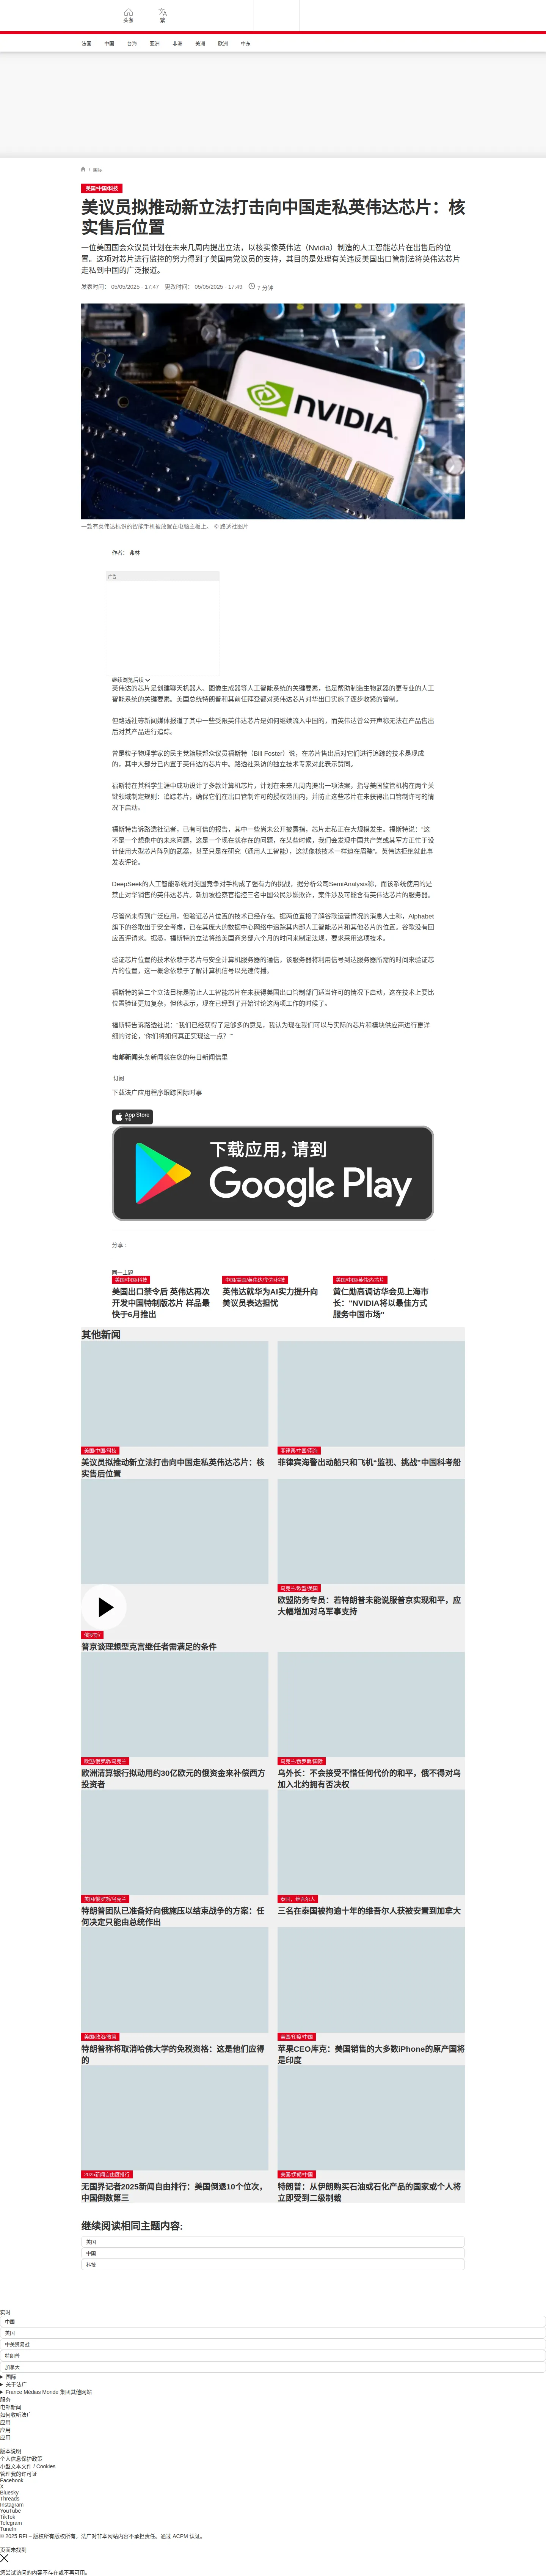 头条
繁
法国
中国
台海
亚洲
非洲
美洲
欧洲
中东
/ 国际
美国/中国/科技
美议员拟推动新立法打击向中国走私英伟达芯片：核
实售后位置
一位美国国会众议员计划在未来几周内提出立法，以核实像英伟达（Nvidia）制造的人工智能芯片在出售后的位
置。这项对芯片进行监控的努力得到了美国两党议员的支持，其目的是处理有关违反美国出口管制法将英伟达芯片
走私到中国的广泛报道。
发表时间： 05/05/2025 - 17:47 更改时间： 05/05/2025 - 17:49 7 分钟
NVIDIA.
一款有英伟达标识的智能手机被放置在电脑主板上。 © 路透社图片
作者： 弗林
广告
继续浏览后续
英伟达的芯片是创建聊天机器人、图像生成器等人工智能系统的关键要素，也是帮助制造生物武器的更专业的人工
智能系统的关键要素。美国总统特朗普和其前任拜登都对英伟达芯片对华出口实施了逐步收紧的管制。
但路透社等新闻媒体报道了其中一些受限英伟达芯片是如何继续流入中国的，而英伟达曾公开声称无法在产品售出
后对其产品进行追踪。
曾是粒子物理学家的民主党籍联邦众议员福斯特（Bill Foster）说，在芯片售出后对它们进行追踪的技术是现成
的，其中大部分已内置于英伟达的芯片中。路透社采访的独立技术专家对此表示赞同。
福斯特在其科学生涯中成功设计了多款计算机芯片，计划在未来几周内提出一项法案，指导美国监管机构在两个关
键领域制定规则：追踪芯片，确保它们在出口管制许可的授权范围内，并防止这些芯片在未获得出口管制许可的情
况下启动。
福斯特告诉路透社记者，已有可信的报告，其中一些尚未公开披露指，芯片走私正在大规模发生。福斯特说：“这
不是一个想象中的未来问题，这是一个现在就存在的问题，在某些时候，我们会发现中国共产党或其军方正忙于设
计使用大型芯片阵列的武器，甚至只是在研究（通用人工智能），这就像核技术一样迫在眉睫”。英伟达拒绝就此事
发表评论。
DeepSeek的人工智能系统对美国竞争对手构成了强有力的挑战，据分析公司SemiAnalysis称，而该系统使用的是
禁止对华销售的英伟达芯片。新加坡检察官指控三名中国公民涉嫌欺诈，案件涉及可能含有英伟达芯片的服务器。
尽管尚未得到广泛应用，但验证芯片位置的技术已经存在。据两位直接了解谷歌运营情况的消息人士称，Alphabet
旗下的谷歌出于安全考虑，已在其庞大的数据中心网络中追踪其内部人工智能芯片和其他芯片的位置。谷歌没有回
应置评请求。据悉，福斯特的立法将给美国商务部六个月的时间来制定法规，要求采用这项技术。
验证芯片位置的技术依赖于芯片与安全计算机服务器的通信，该服务器将利用信号到达服务器所需的时间来验证芯
片的位置，这一概念依赖于了解计算机信号以光速传播。
福斯特的第二个立法目标是防止人工智能芯片在未获得美国出口管制部门适当许可的情况下启动，这在技术上要比
位置验证更加复杂，但他表示，现在已经到了开始讨论这两项工作的时候了。
福斯特告诉路透社说：“我们已经获得了足够多的意见，我认为现在我们可以与实际的芯片和模块供应商进行更详
细的讨论，‘你们将如何真正实现这一点？’”
电邮新闻头条新闻就在您的每日新闻信里
订阅
下载法广应用程序跟踪国际时事
App Store
下载应用，请到
Google Play
分享 :
同一主题
美国/中国/科技
美国出口禁令后 英伟达再次
开发中国特制版芯片 样品最
快于6月推出
中国/美国/英伟达/华为/科技
英伟达就华为AI实力提升向
美议员表达担忧
美国/中国/英伟达/芯片
黄仁勋高调访华会见上海市
长："NVIDIA将以最佳方式
服务中国市场"
其他新闻
美国/中国/科技
美议员拟推动新立法打击向中国走私英伟达芯片：核
实售后位置
菲律宾/中国/南海
菲律宾海警出动船只和飞机“监视、挑战”中国科考船
俄罗斯/
普京谈理想型克宫继任者需满足的条件
乌克兰/欧盟/美国
欧盟防务专员：若特朗普未能说服普京实现和平，应
大幅增加对乌军事支持
欧盟/俄罗斯/乌克兰
欧洲清算银行拟动用约30亿欧元的俄资金来补偿西方
投资者
乌克兰/俄罗斯/国际
乌外长：不会接受不惜任何代价的和平，俄不得对乌
加入北约拥有否决权
美国/俄罗斯/乌克兰
特朗普团队已准备好向俄施压以结束战争的方案：任
何决定只能由总统作出
泰国、维吾尔人
三名在泰国被拘逾十年的维吾尔人获被安置到加拿大
美国/政治/教育
特朗普称将取消哈佛大学的免税资格：这是他们应得
的
美国/印度/中国
苹果CEO库克：美国销售的大多数iPhone的原产国将
是印度
2025新闻自由度排行
无国界记者2025新闻自由排行：美国倒退10个位次，
中国倒数第三
美国/伊朗/中国
特朗普：从伊朗购买石油或石化产品的国家或个人将
立即受到二级制裁
继续阅读相同主题内容:
美国
中国
科技
实时
中国
美国
中美贸易战
特朗普
加拿大
国际
关于法广
France Médias Monde 集团其他网站
服务
电邮新闻
如何收听法广
应用
应用
应用
版本说明
个人信息保护政策
小型文本文件 / Cookies
管理我的许可证
Facebook
X
Bluesky
Threads
Instagram
YouTube
TikTok
Telegram
TuneIn
© 2025 RFI – 版权所有版权所有。法广对非本网站内容不承担责任。通过 ACPM 认证。
页面未找到
您尝试访问的内容不存在或不再可用。